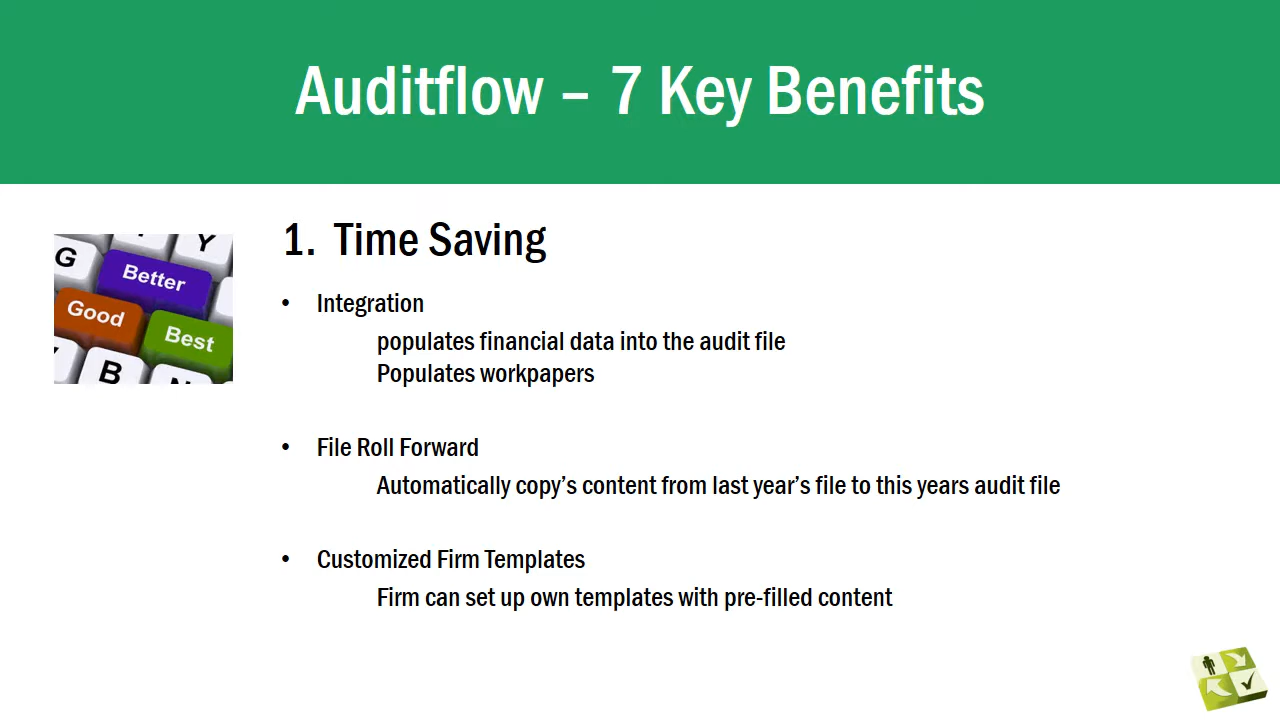 Auditflow – 7 Key Benefits
1. Time Saving
• Integration
populates financial data into the audit file
Populates workpapers
• File Roll Forward
Automatically copy’s content from last year’s file to this years audit file
• Customized Firm Templates
Firm can set up own templates with pre-filled content
Y
G
Better
Good
Best
B